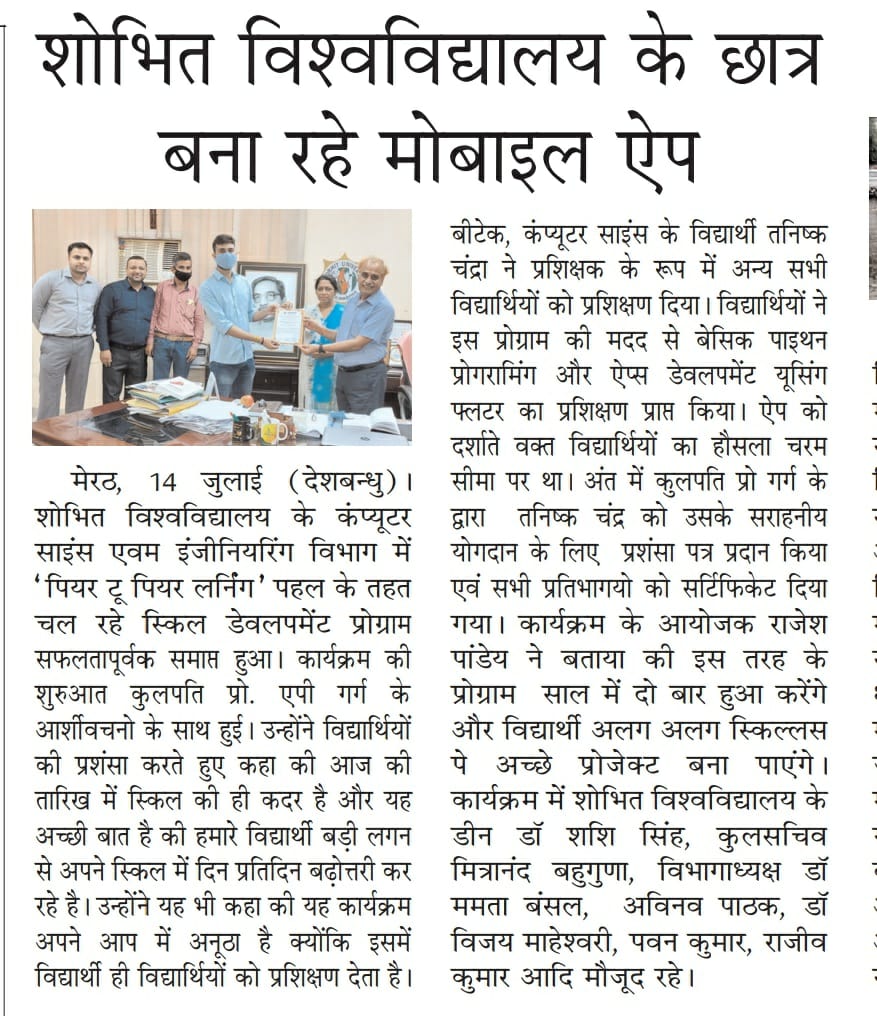 शोभित विश्वविद्यालय के छात्र
बना रहे मोबाइल ऐप
मेरठ, 14 जुलाई (देशबन्धु)।
शोभित विश्वविद्यालय के कंप्यूटर
साइंस एवम इंजीनियरिंग विभाग में
‘पियर टू पियर लर्निंग’ पहल के तहत
चल रहे स्किल डेवलपमेंट प्रोग्राम
सफलतापूर्वक समाप्त हुआ। कार्यक्रम की
शुरुआत कुलपति प्रो. एपी गर्ग के
आर्शीवचनो के साथ हुई। उन्होंने विद्यार्थियों
की प्रशंसा करते हुए कहा की आज की
तारिख में स्किल की ही कदर है और यह
अच्छी बात है की हमारे विद्यार्थी बड़ी लगन
से अपने स्किल में दिन प्रतिदिन बढ़ोत्तरी कर
रहे है। उन्होंने यह भी कहा की यह कार्यक्रम
अपने आप में अनूठा है क्योंकि इसमें
विद्यार्थी ही विद्यार्थियों को प्रशिक्षण देता है।
बीटेक, कंप्यूटर साइंस के विद्यार्थी तनिष्क
चंद्रा ने प्रशिक्षक के रूप में अन्य सभी
विद्यार्थियों को प्रशिक्षण दिया। विद्यार्थियों ने
इस प्रोग्राम की मदद से बेसिक पाइथन
प्रोगरामिंग और ऐप्स डेवलपमेंट यूसिंग
फ्लटर का प्रशिक्षण प्राप्त किया। ऐप को
दर्शाते वक्त विद्यार्थियों का हौसला चरम
सीमा पर था। अंत में कुलपति प्रो गर्ग के
द्वारा तनिष्क चंद्र को उसके सराहनीय
योगदान के लिए प्रशंसा पत्र प्रदान किया
एवं सभी प्रतिभागयो को सर्टिफिकेट दिया
गया। कार्यक्रम के आयोजक राजेश
पांडेय ने बताया की इस तरह के
प्रोग्राम साल में दो बार हुआ करेंगे
और विद्यार्थी अलग अलग स्किल्लस
पे अच्छे प्रोजेक्ट बना पाएंगे।
कार्यक्रम में शोभित विश्वविद्यालय के
डीन डॉ शशि सिंह, कुलसचिव
मित्रानंद बहुगुणा, विभागाध्यक्ष डॉ
ममता बंसल, अविनव पाठक, डॉ
विजय माहेश्वरी, पवन कुमार, राजीव
कुमार आदि मौजूद रहे।